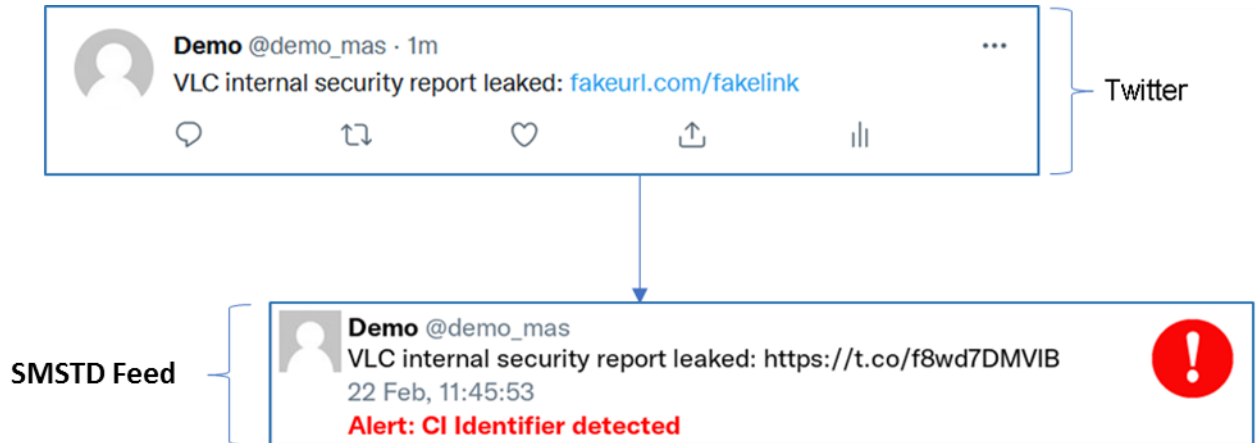 Demo @demo_mas · 1m
VLC internal security report leaked: fakeurl.com/fakelink
Twitter
SMSTD Feed
Demo @demo_mas
VLC internal security report leaked: https://t.co/f8wd7DMVIB
22 Feb, 11:45:53
Alert: CI Identifier detected